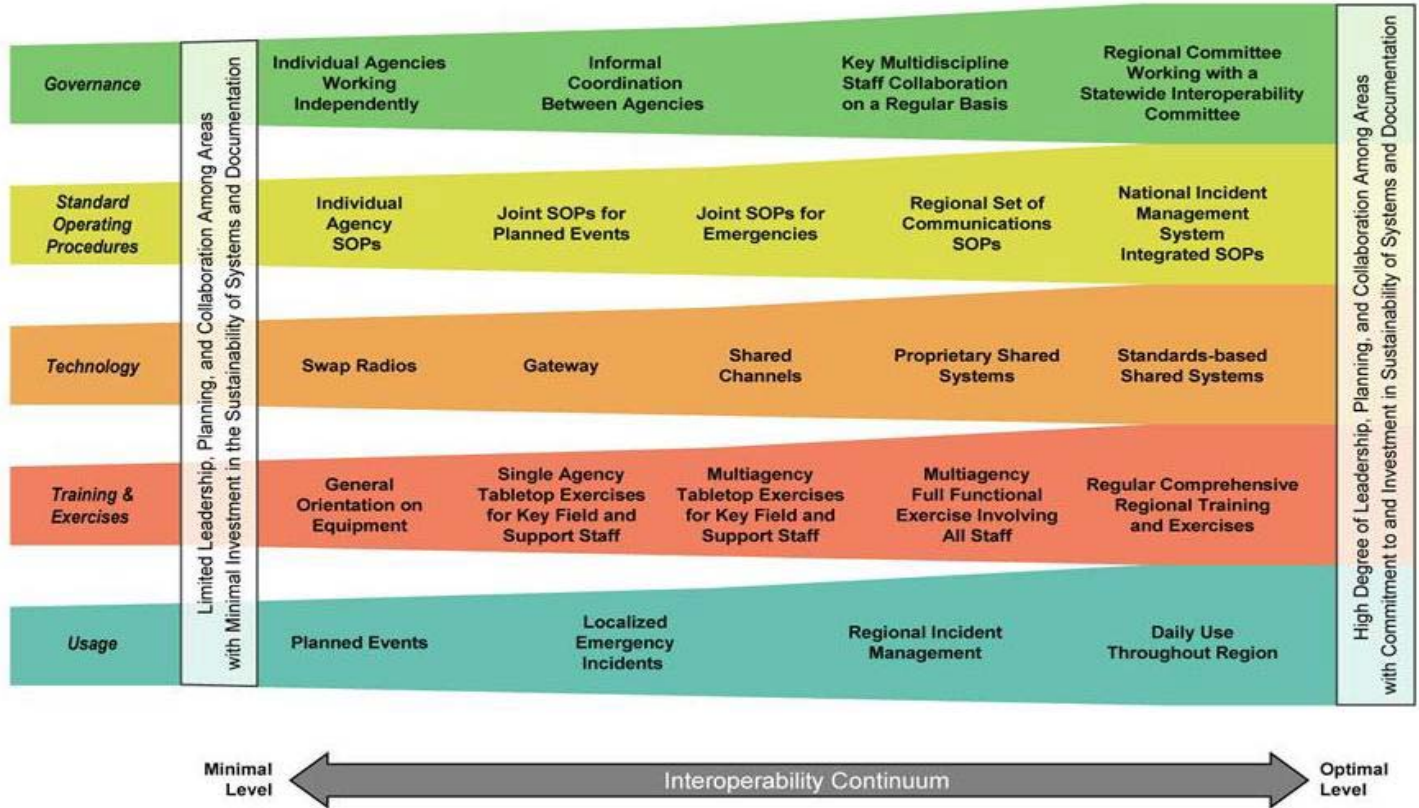 Governance
Limited Leadership, Planning, and Collaboration Among Areas
with Minimal Investment in the Sustainability of Systems and Documentation
Individual Agencies
Working
Independently
Informal
Coordination
Between Agencies
Key Multidiscipline
Staff Collaboration
on a Regular Basis
Regional Committee
Working with a
Statewide Interoperability
Committee
High Degree of Leadership, Planning, and Collaboration Among Areas
with Commitment to and Investment in Sustainability of Systems and Documentation
Standard
Operating
Procedures
Individual
Agency
SOPs
Joint SOPs for
Planned Events
Joint SOPs for
Emergencies
Regional Set of
Communications
SOPs
National Incident
Management
System
Integrated SOPs
Technology
Swap Radios
Gateway
Shared
Channels
Proprietary Shared
Systems
Standards-based
Shared Systems
Training &
Exercises
General
Orientation on
Equipment
Single Agency
Tabletop Exercises
for Key Field and
Support Staff
Multiagency
Tabletop Exercises
for Key Field and
Support Staff
Multiagency
Full Functional
Exercise Involving
All Staff
Regular Comprehensive
Regional Training
and Exercises
Usage
Planned Events
Localized
Emergency
Incidents
Regional Incident
Management
Daily Use
Throughout Region
Minimal
Level
Interoperability Continuum
Optimal
Level